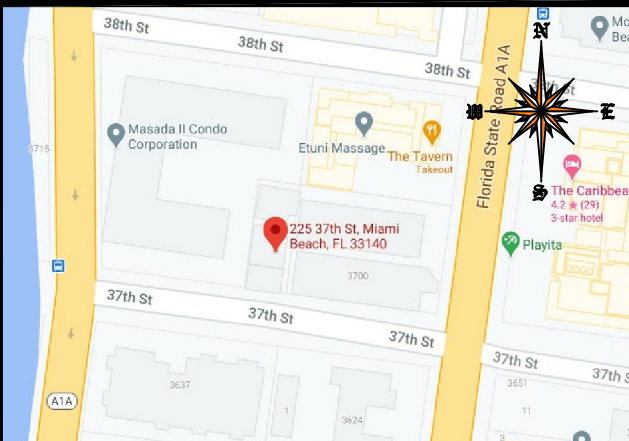 38th St
38th St
38th St
N
W
E
S
Florida State Road A1A
Masada II Condo
Corporation
3715
Etuni Massage
The Tavern
Takeout
The Caribbea
4.2 ★ (29)
3-star hotel
225 37th St, Miami
Beach, FL 33140
Playita
3700
37th St
37th St
37th St
37th St
37th S
3637
3651
11
1
3624
3
A1A